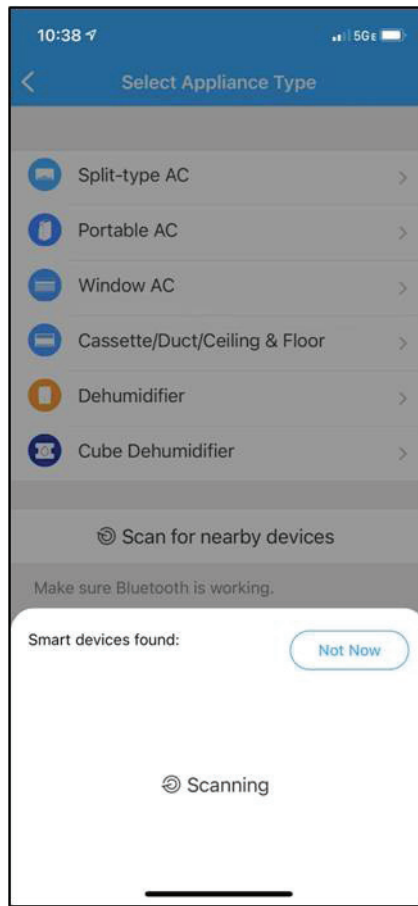 10:38 5GE
Select Appliance Type
Split-type AC
Portable AC
Window AC
Cassette/Duct/Ceiling & Floor
Dehumidifier
Cube Dehumidifier
Scan for nearby devices
Make sure Bluetooth is working.
Smart devices found: Not Now
Scanning